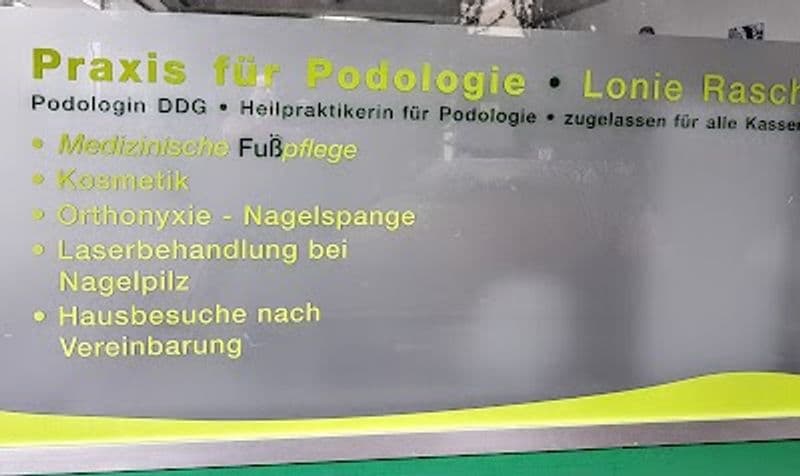 Praxis für Podologie • Lonie Rasch
Podologin DDG • Heilpraktikerin für Podologie • zugelassen für alle Kassen
• Medizinische Fußpflege
• Kosmetik
• Orthonyxie - Nagelspange
• Laserbehandlung bei
Nagelpilz
• Hausbesuche nach
Vereinbarung